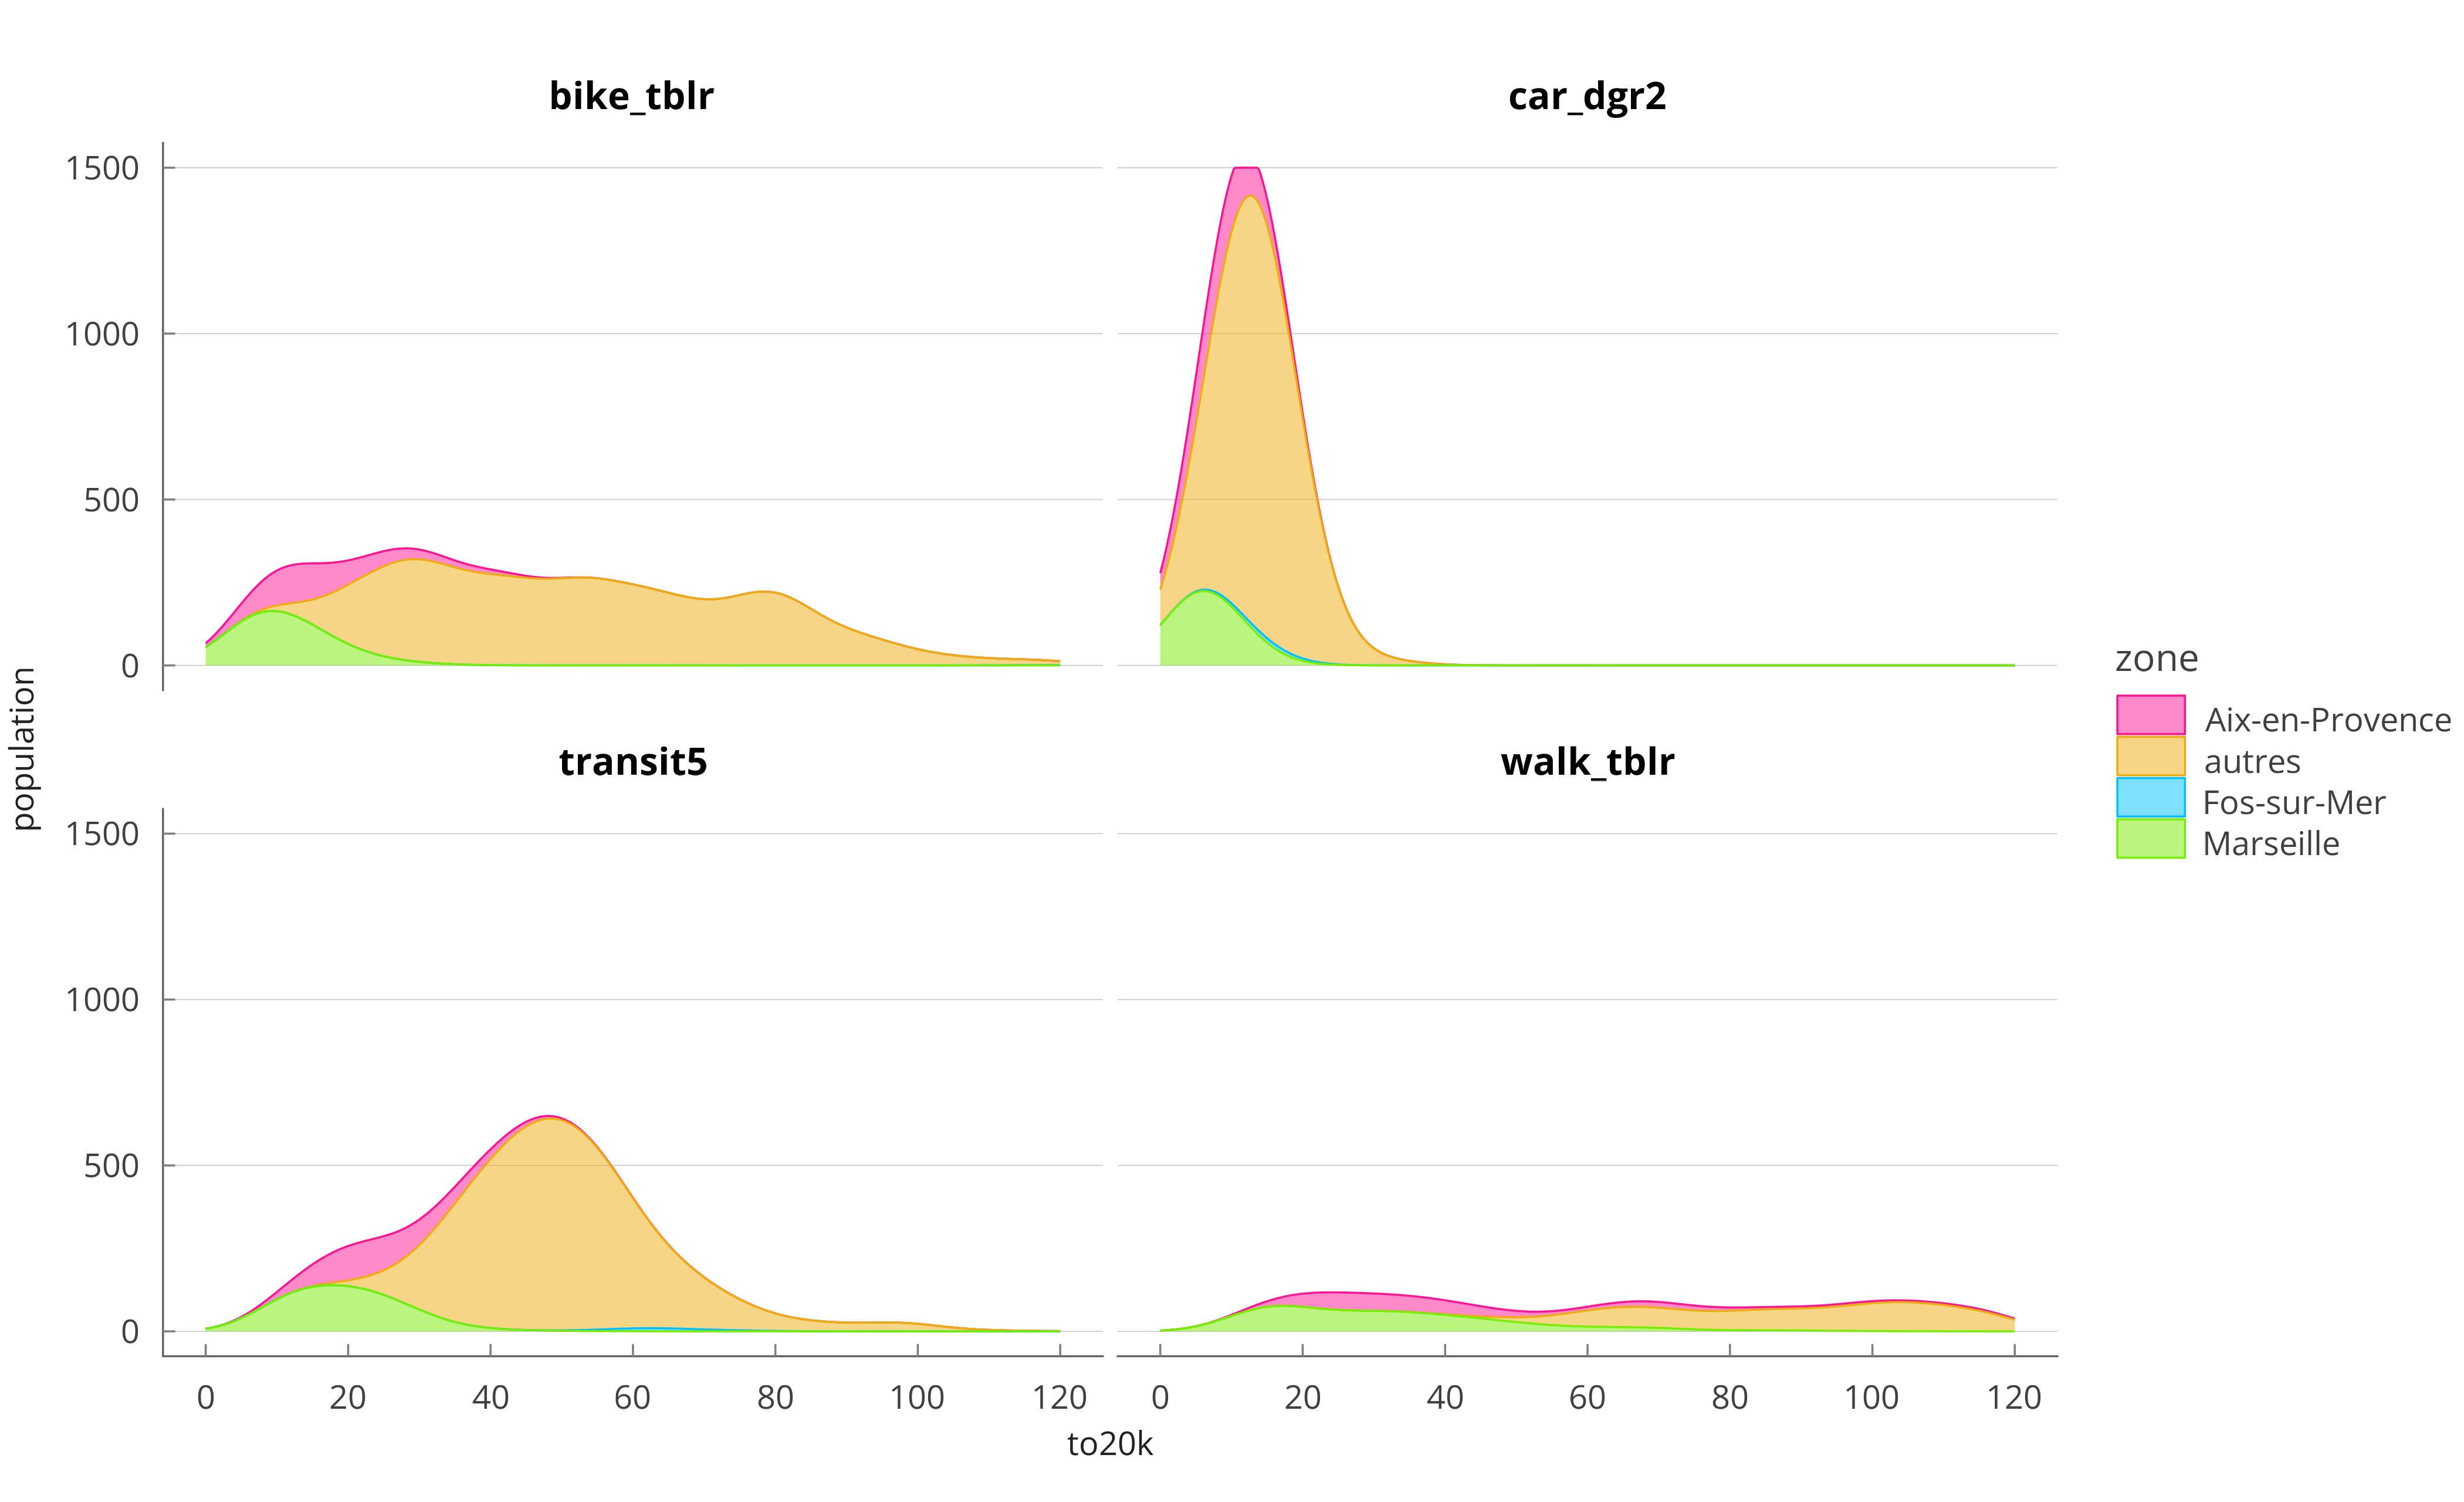 bike_tblr
car_dgr2
1500
1000
500
0
transit5
walk_tblr
1500
1000
500
0
0 20 40 60 80 100 120
0 20 40 60 80 100 120
to20k
population
zone
Aix-en-Provence
autres
Fos-sur-Mer
Marseille